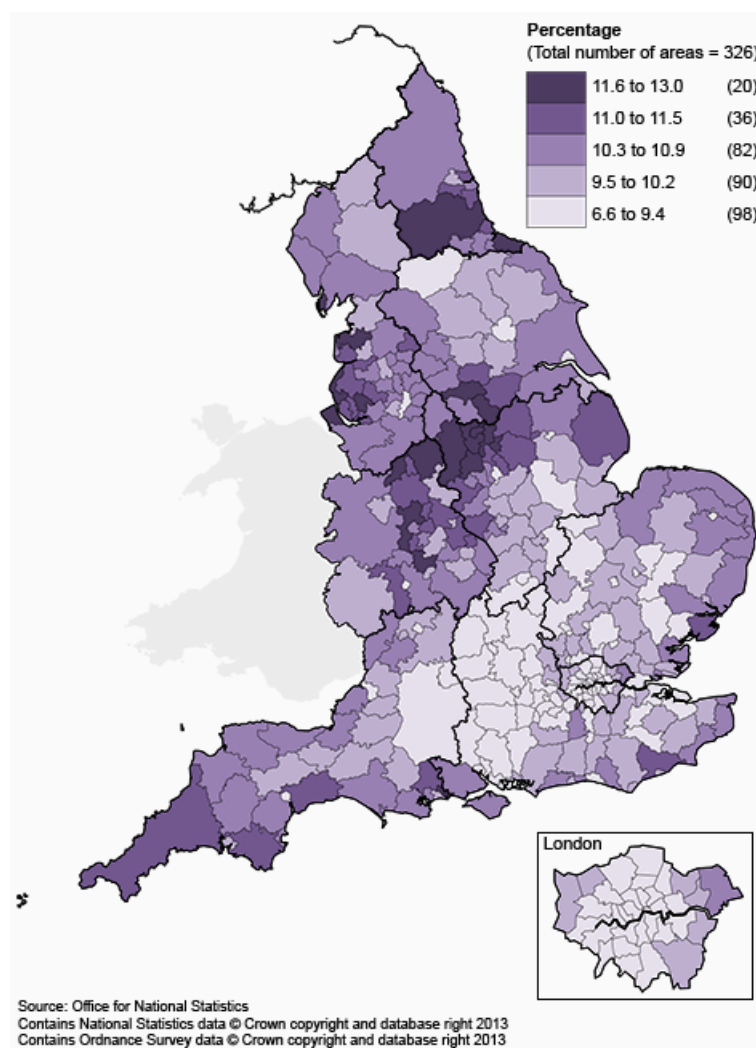 Percentage
(Total number of areas = 326)
11.6 to 13.0 (20)
11.0 to 11.5 (36)
10.3 to 10.9 (82)
9.5 to 10.2 (90)
6.6 to 9.4 (98)
London
Source: Office for National Statistics
Contains National Statistics data © Crown copyright and database right 2013
Contains Ordnance Survey data © Crown copyright and database right 2013